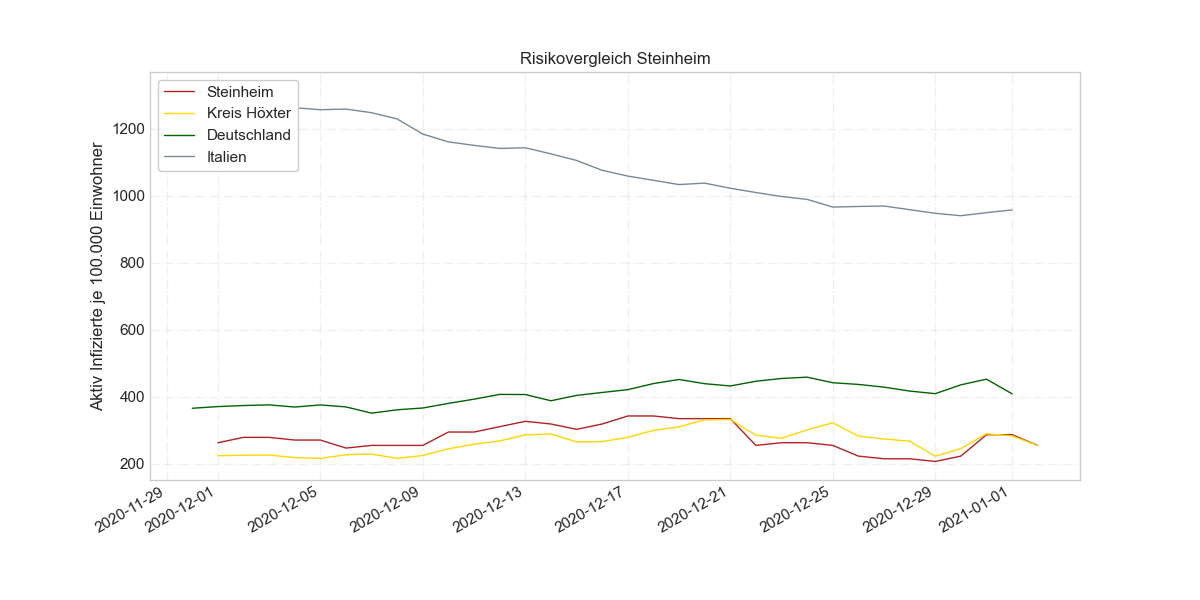 Risikovergleich Steinheim
Steinheim
Kreis Höxter
Deutschland
Italien
Aktiv Infizierte je 100.000 Einwohner
1200
1000
800
600
400
200
2020-11-29
2020-12-01
2020-12-05
2020-12-09
2020-12-13
2020-12-17
2020-12-21
2020-12-25
2020-12-29
2021-01-01